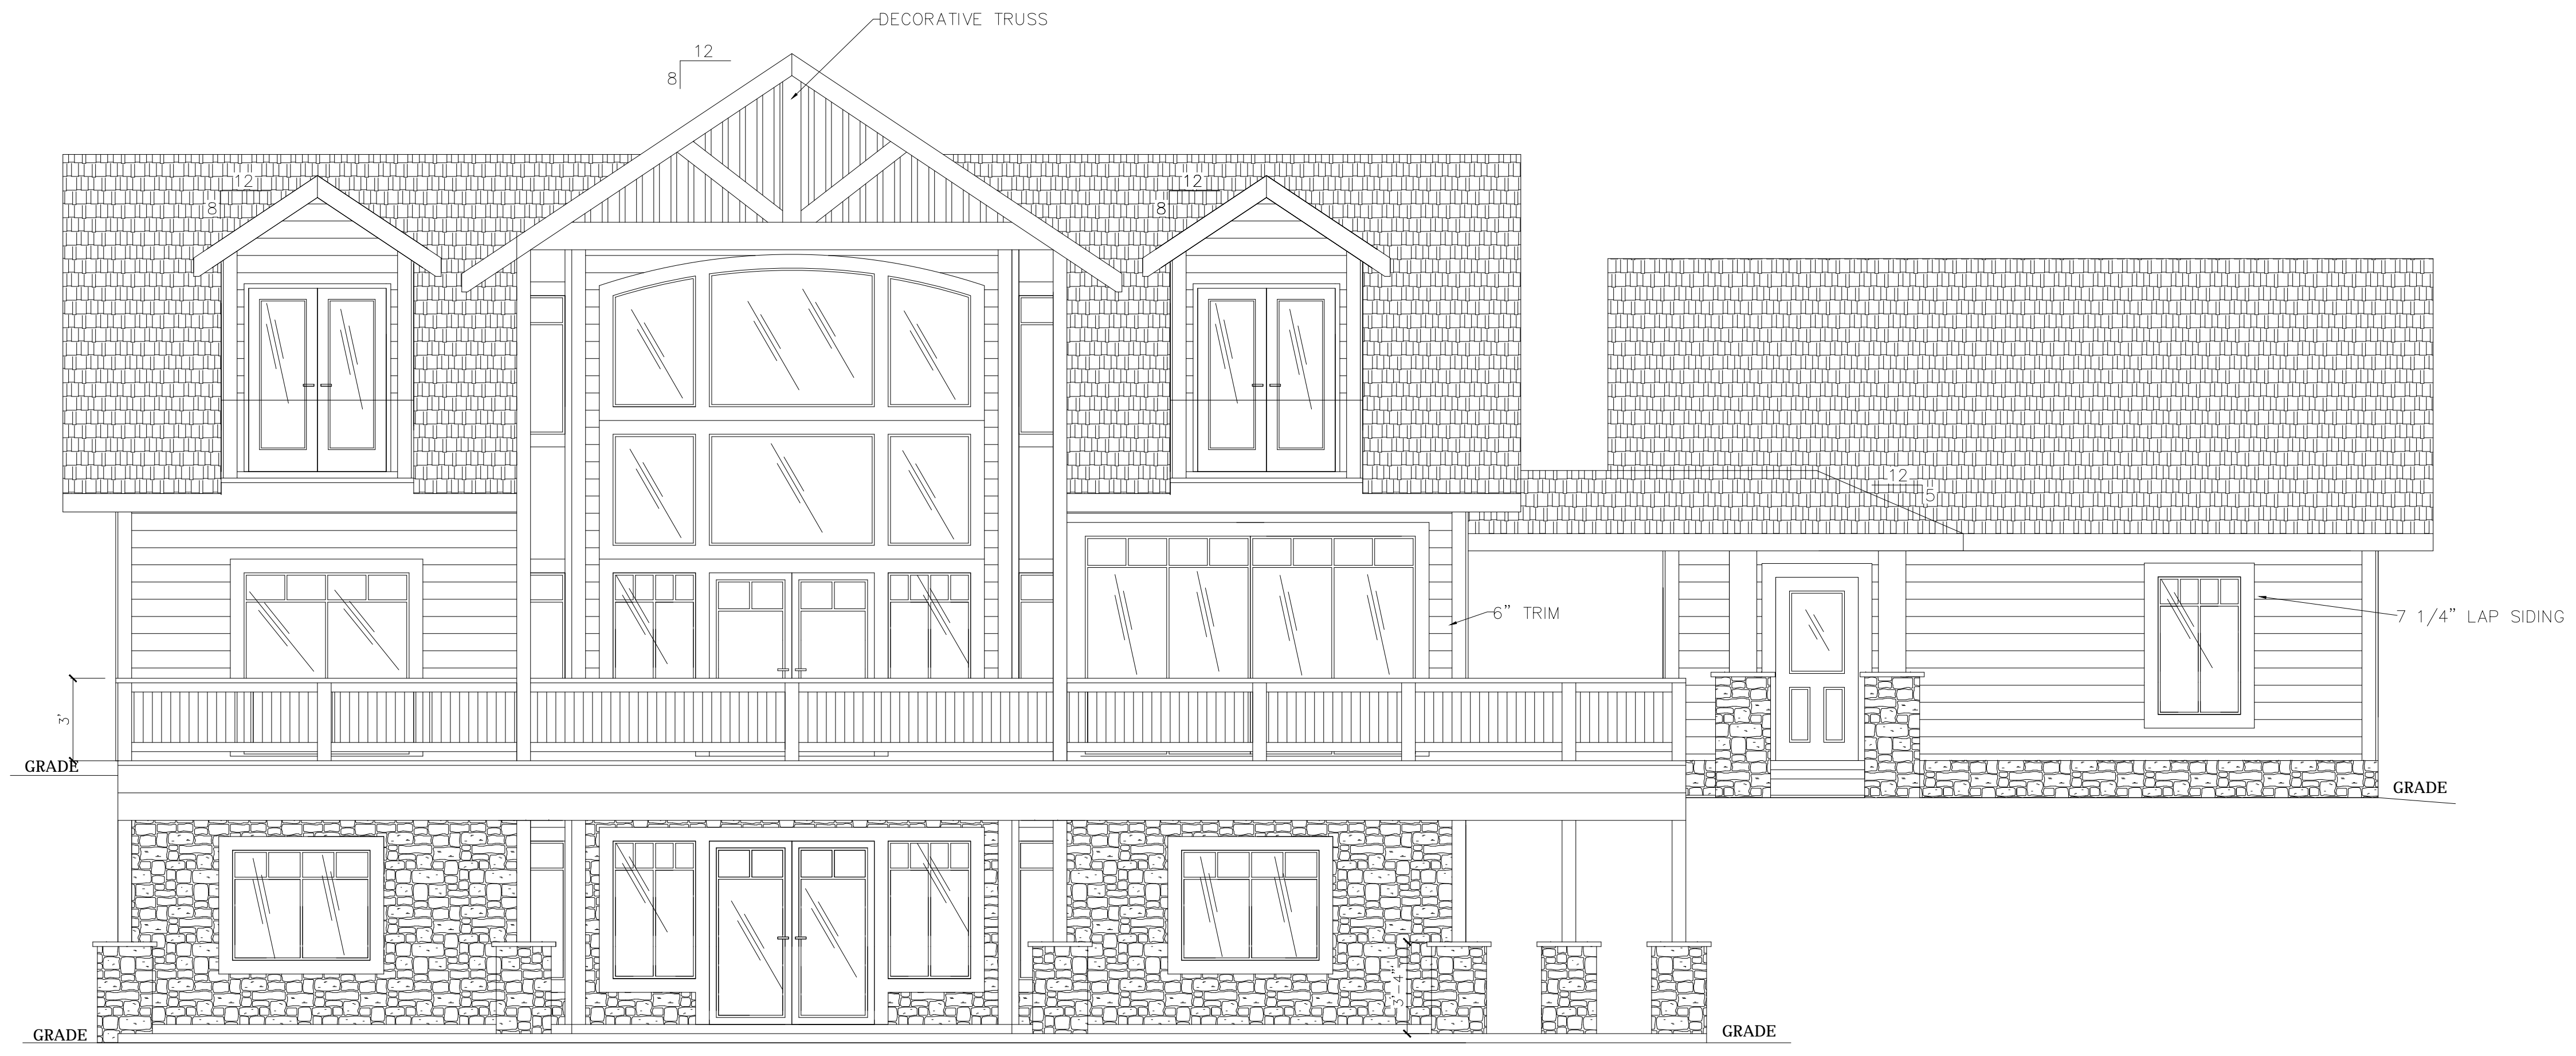 DECORATIVE TRUSS
12
8
12
8
12
8
12
5
6” TRIM
7 1/4” LAP SIDING
3'
GRADE
GRADE
3'-4"
GRADE
GRADE